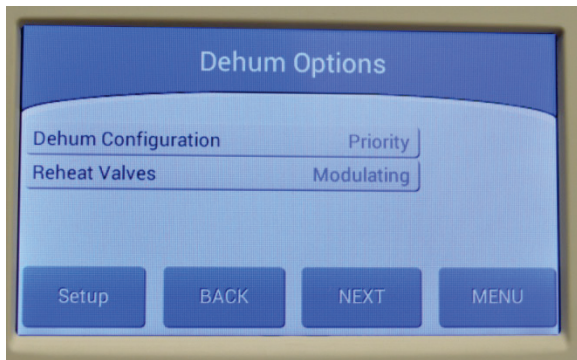 Dehum Options
Dehum Configuration Priority
Reheat Valves Modulating
Setup BACK NEXT MENU